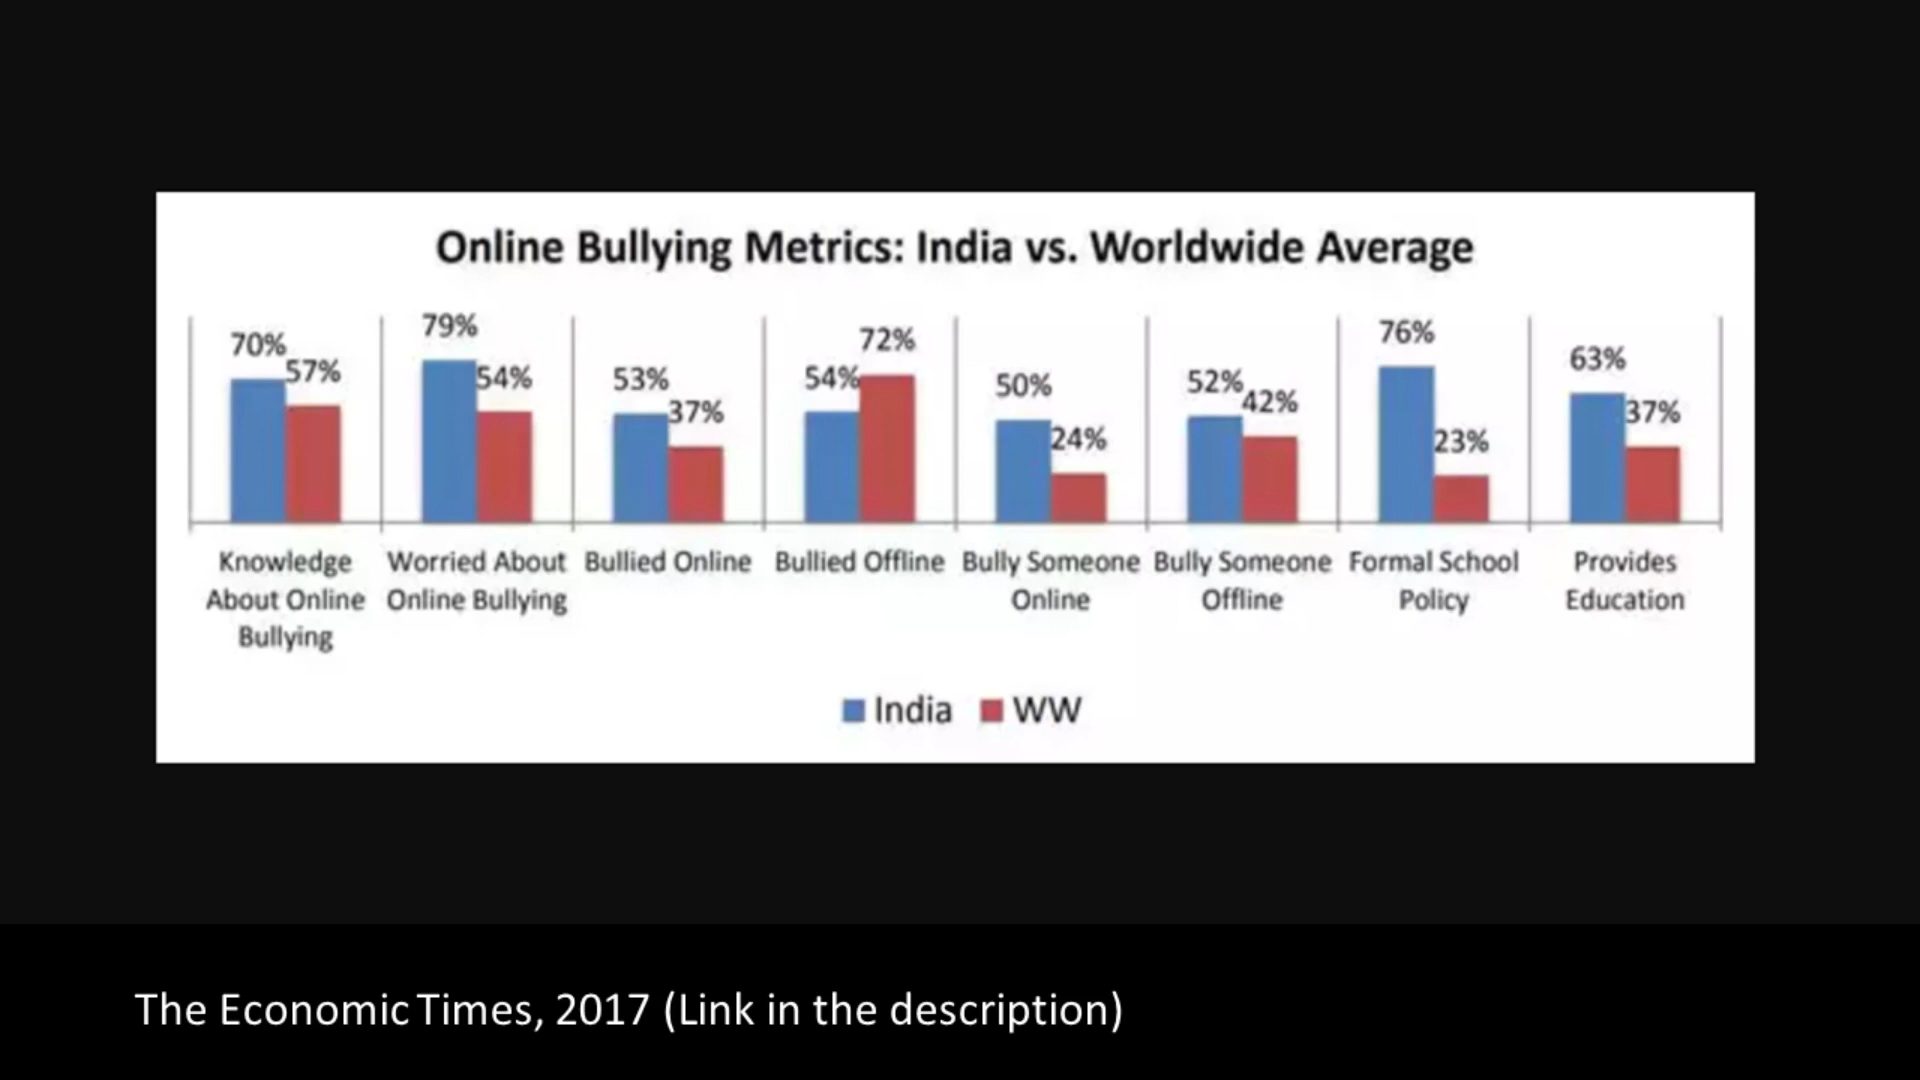 Online Bullying Metrics: India vs. Worldwide Average
70%
57%
79%
54%
53%
37%
54%
72%
50%
24%
52%
42%
76%
23%
63%
37%
Knowledge
About Online
Bullying
Worried About
Online Bullying
Bullied Online
Bullied Offline
Bully Someone
Online
Bully Someone
Offline
Formal School
Policy
Provides
Education
India
WW
The Economic Times, 2017 (Link in the description)